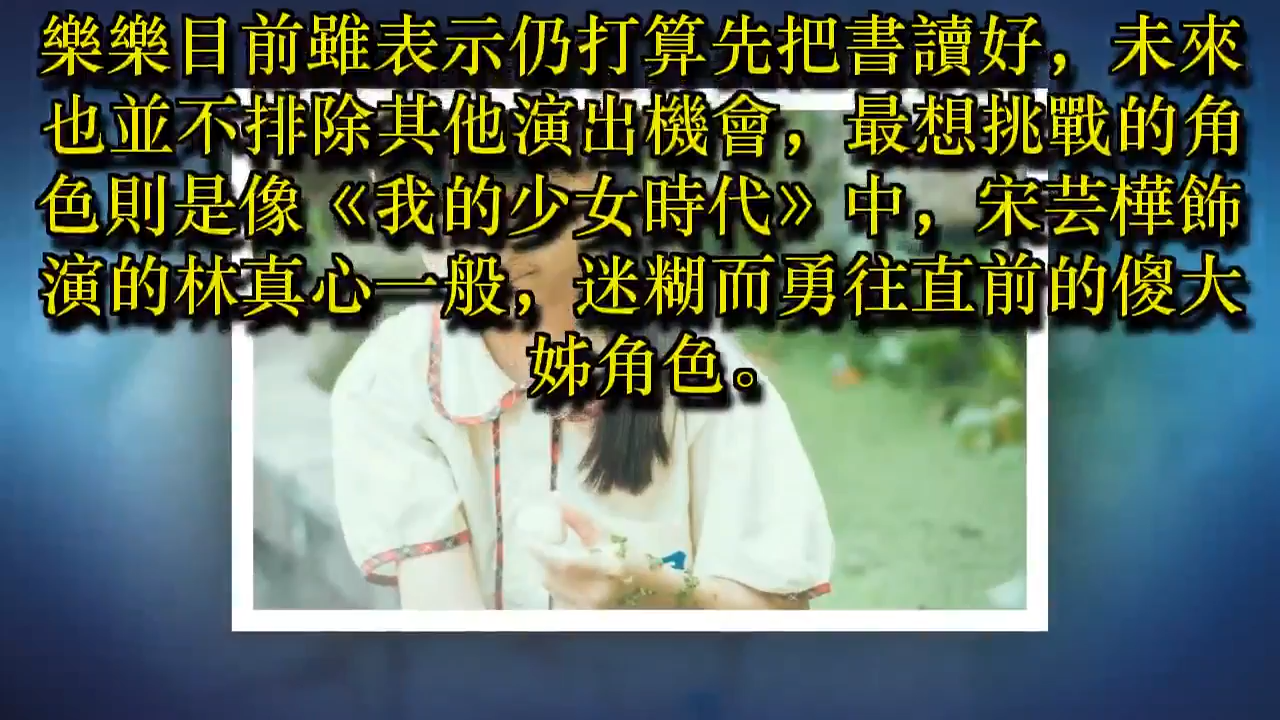 樂樂目前雖表示仍打算先把書讀好，未來
也並不排除其他演出機會，最想挑戰的角
色則是像《我的少女時代》中，宋芸樺飾
演的林真心一般，迷糊而勇往直前的傻大
姊角色。